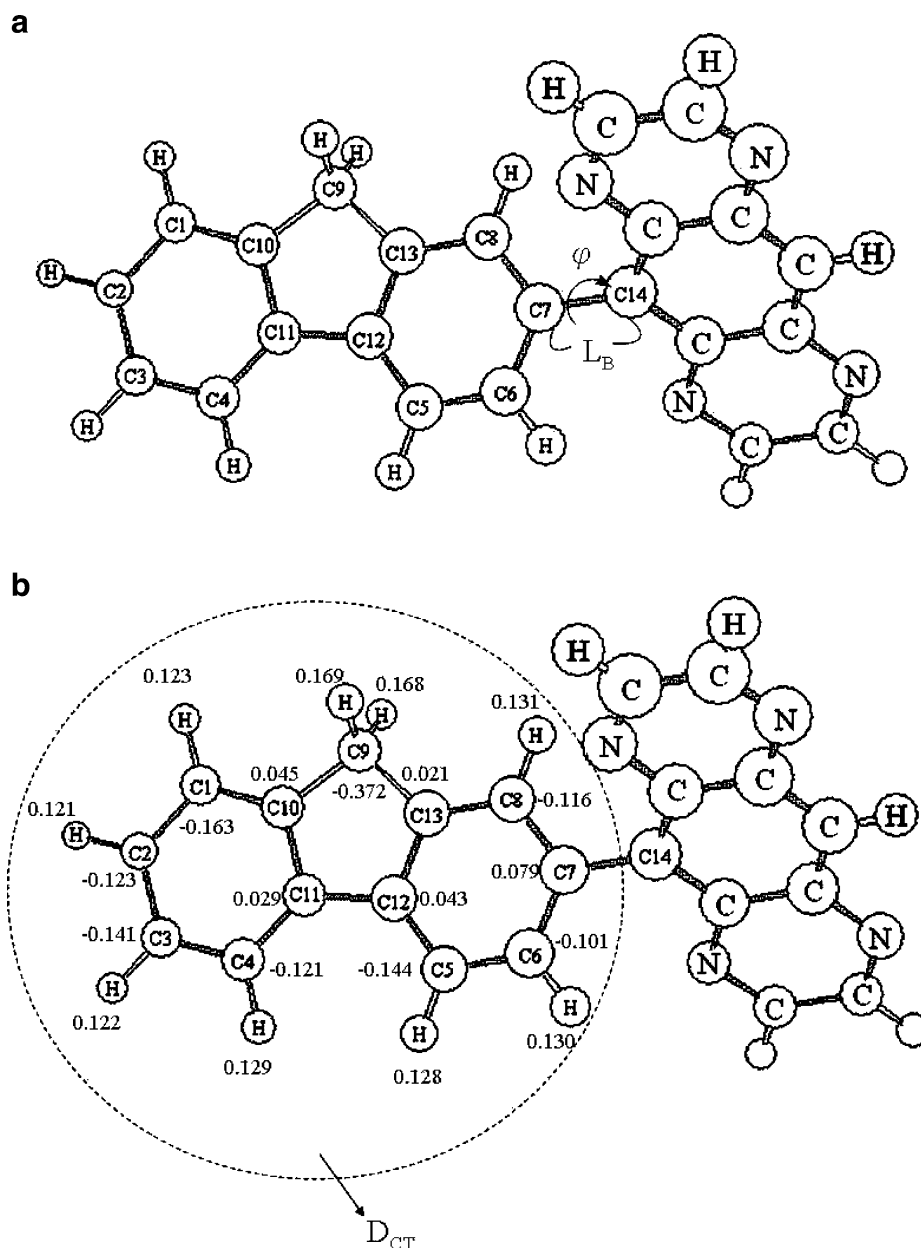 a
H
H
C
C
N
N
H
H
H
H
C9
C8
C
C
C1
C10
C13
φ
C
H
H
C2
C7
C14
C11
C12
C
C
L_B
C3
C4
C5
C6
N
N
H
H
H
H
C
C
b
H
H
0.123
0.169
0.168
C
C
H
H
0.131
H
H
N
N
C9
C1
0.045
-0.372
0.021
C8
-0.116
C
C
0.121
C10
C13
H
-0.163
C
H
C2
0.079
C7
C14
-0.123
0.029
C11
C12
0.043
C
C
-0.141
C3
C4
-0.121
-0.144
C5
C6
-0.101
N
N
H
0.122
H
H
H
C
C
0.129
0.128
0.130
D_CT